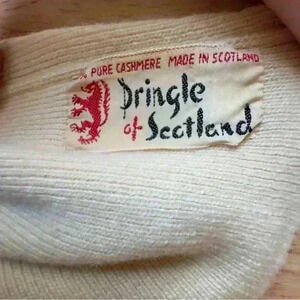 % PURE CASHMERE MADE IN SCOTLAND
Pringle
of Scotland